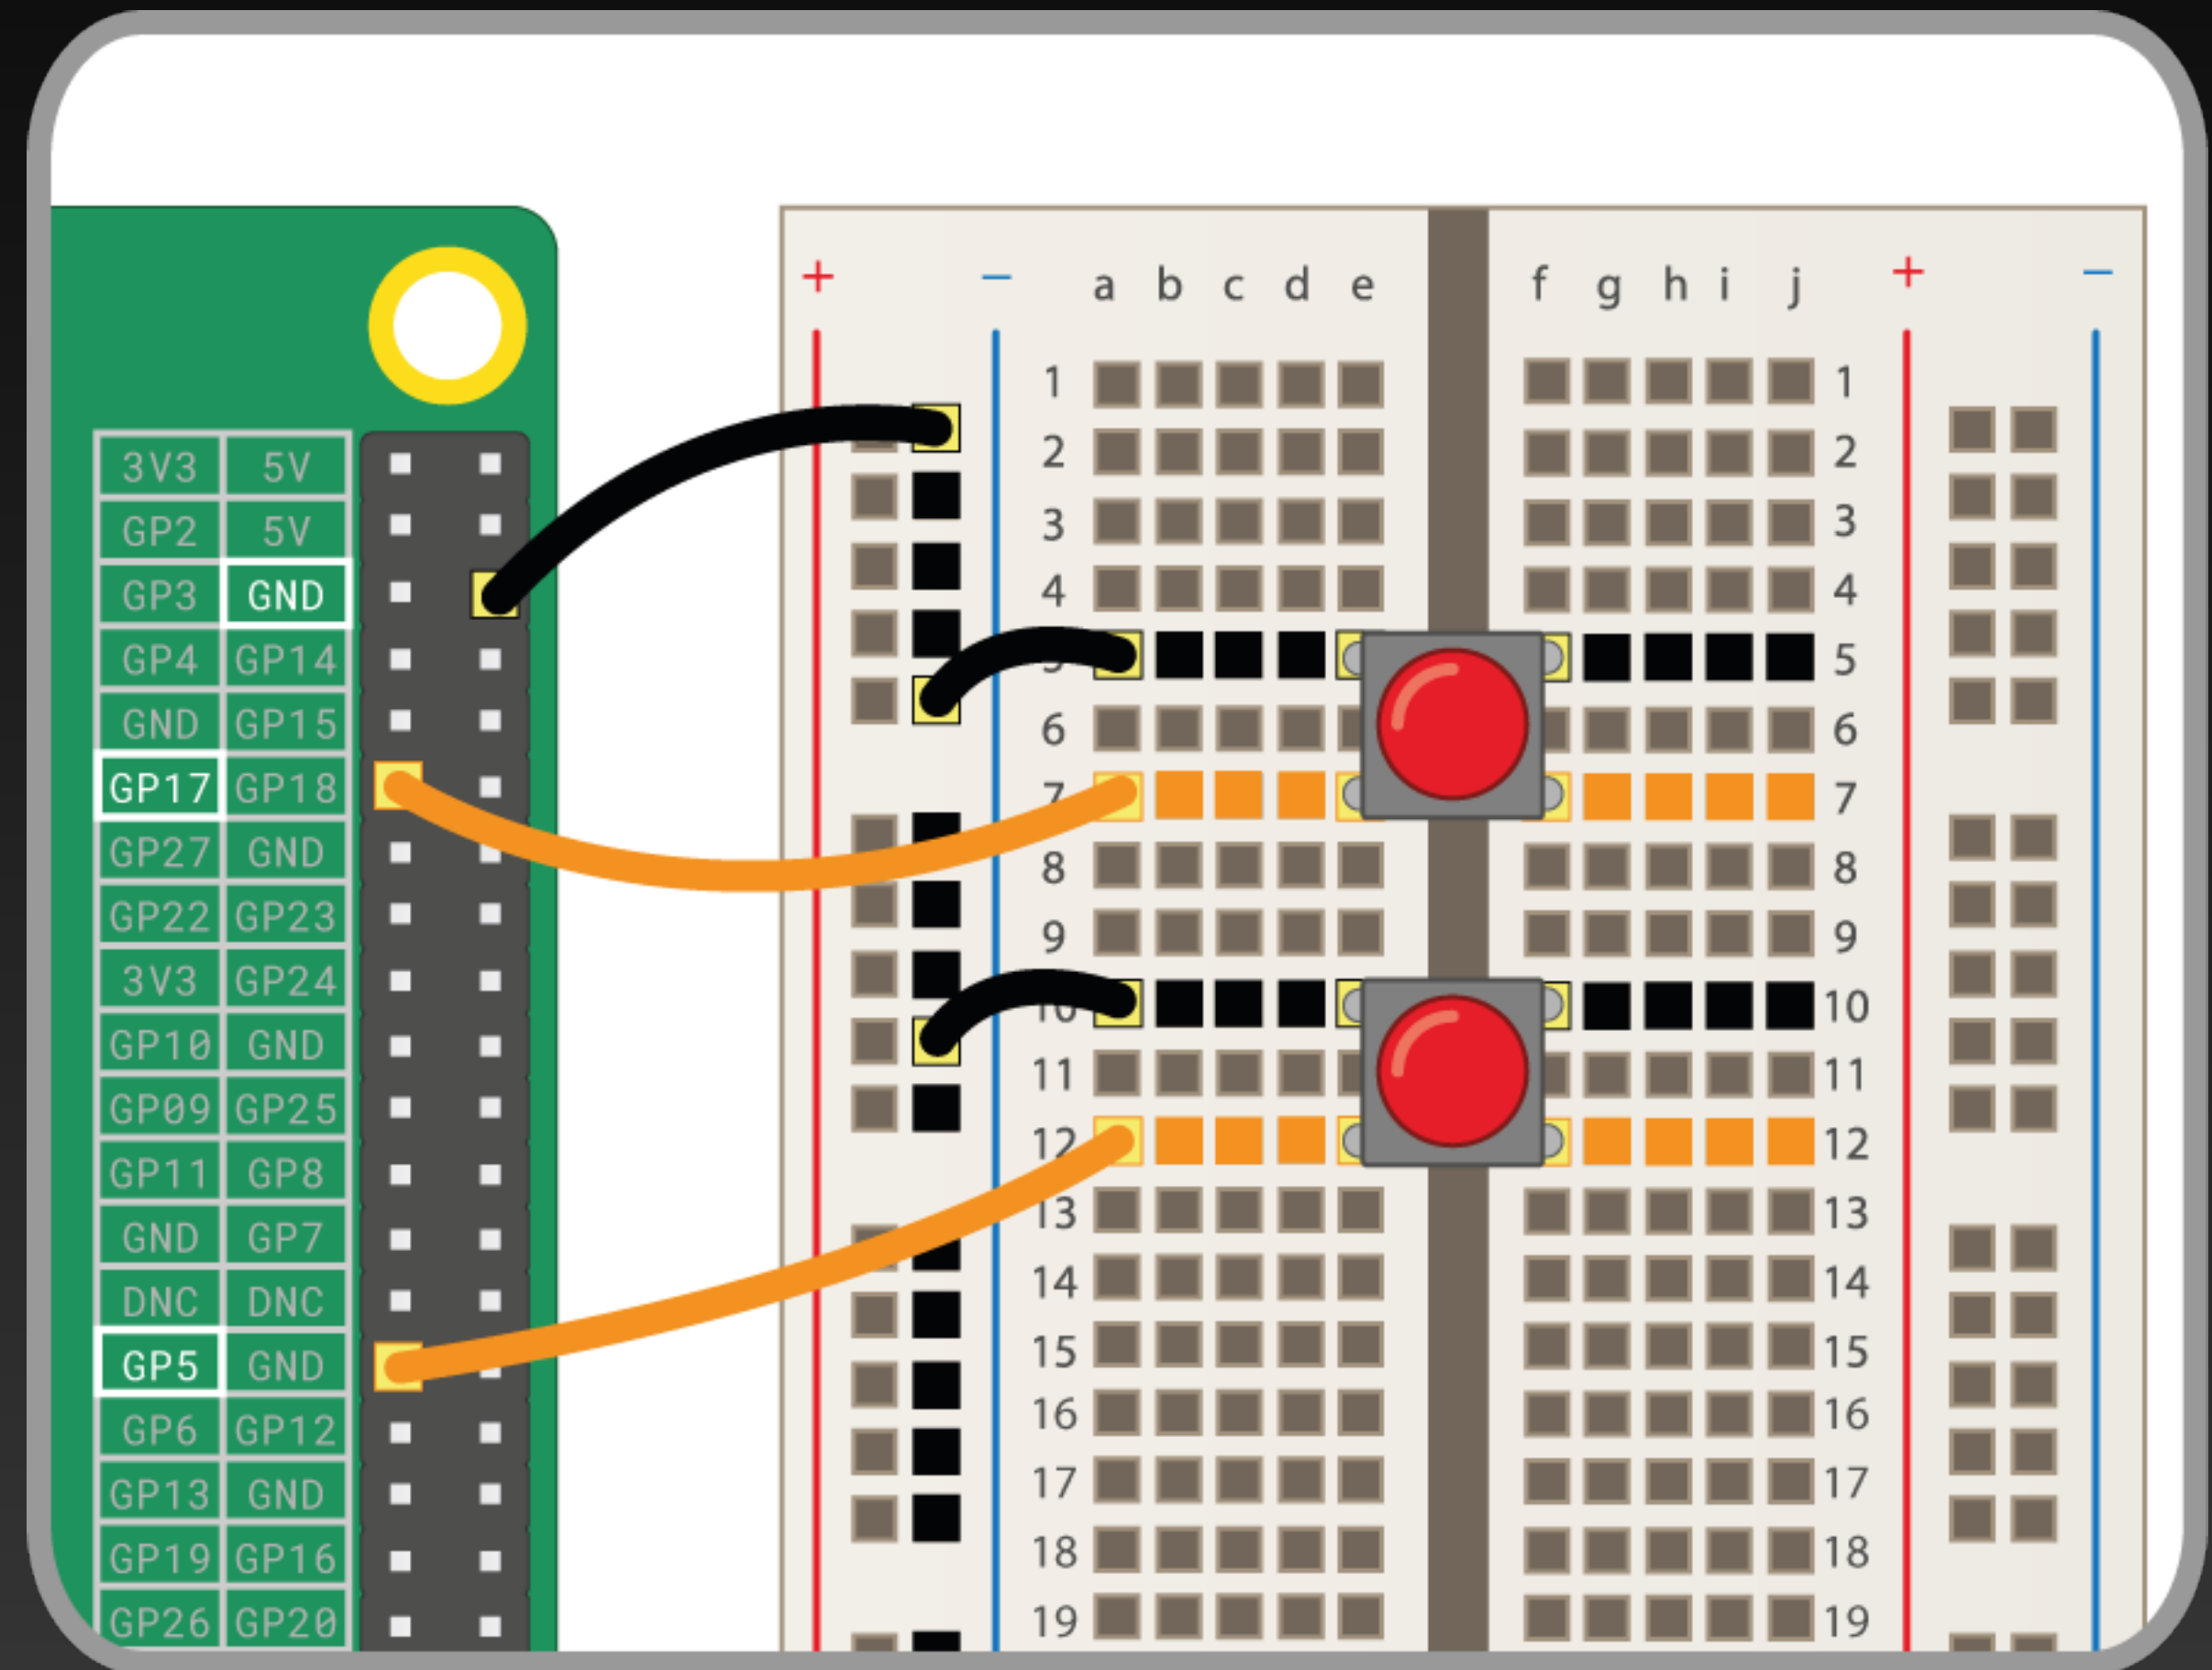 + − a b c d e f g h i j + −
1 1
2 2
3 3
4 4
5
6 6
7 7
8 8
9 9
10 10
11 11
12 12
13 13
14 14
15 15
16 16
17 17
18 18
19 19
3V3 5V
GP2 5V
GP3 GND
GP4 GP14
GND GP15
GP17 GP18
GP27 GND
GP22 GP23
3V3 GP24
GP10 GND
GP09 GP25
GP11 GP8
GND GP7
DNC DNC
GP5 GND
GP6 GP12
GP13 GND
GP19 GP16
GP26 GP20